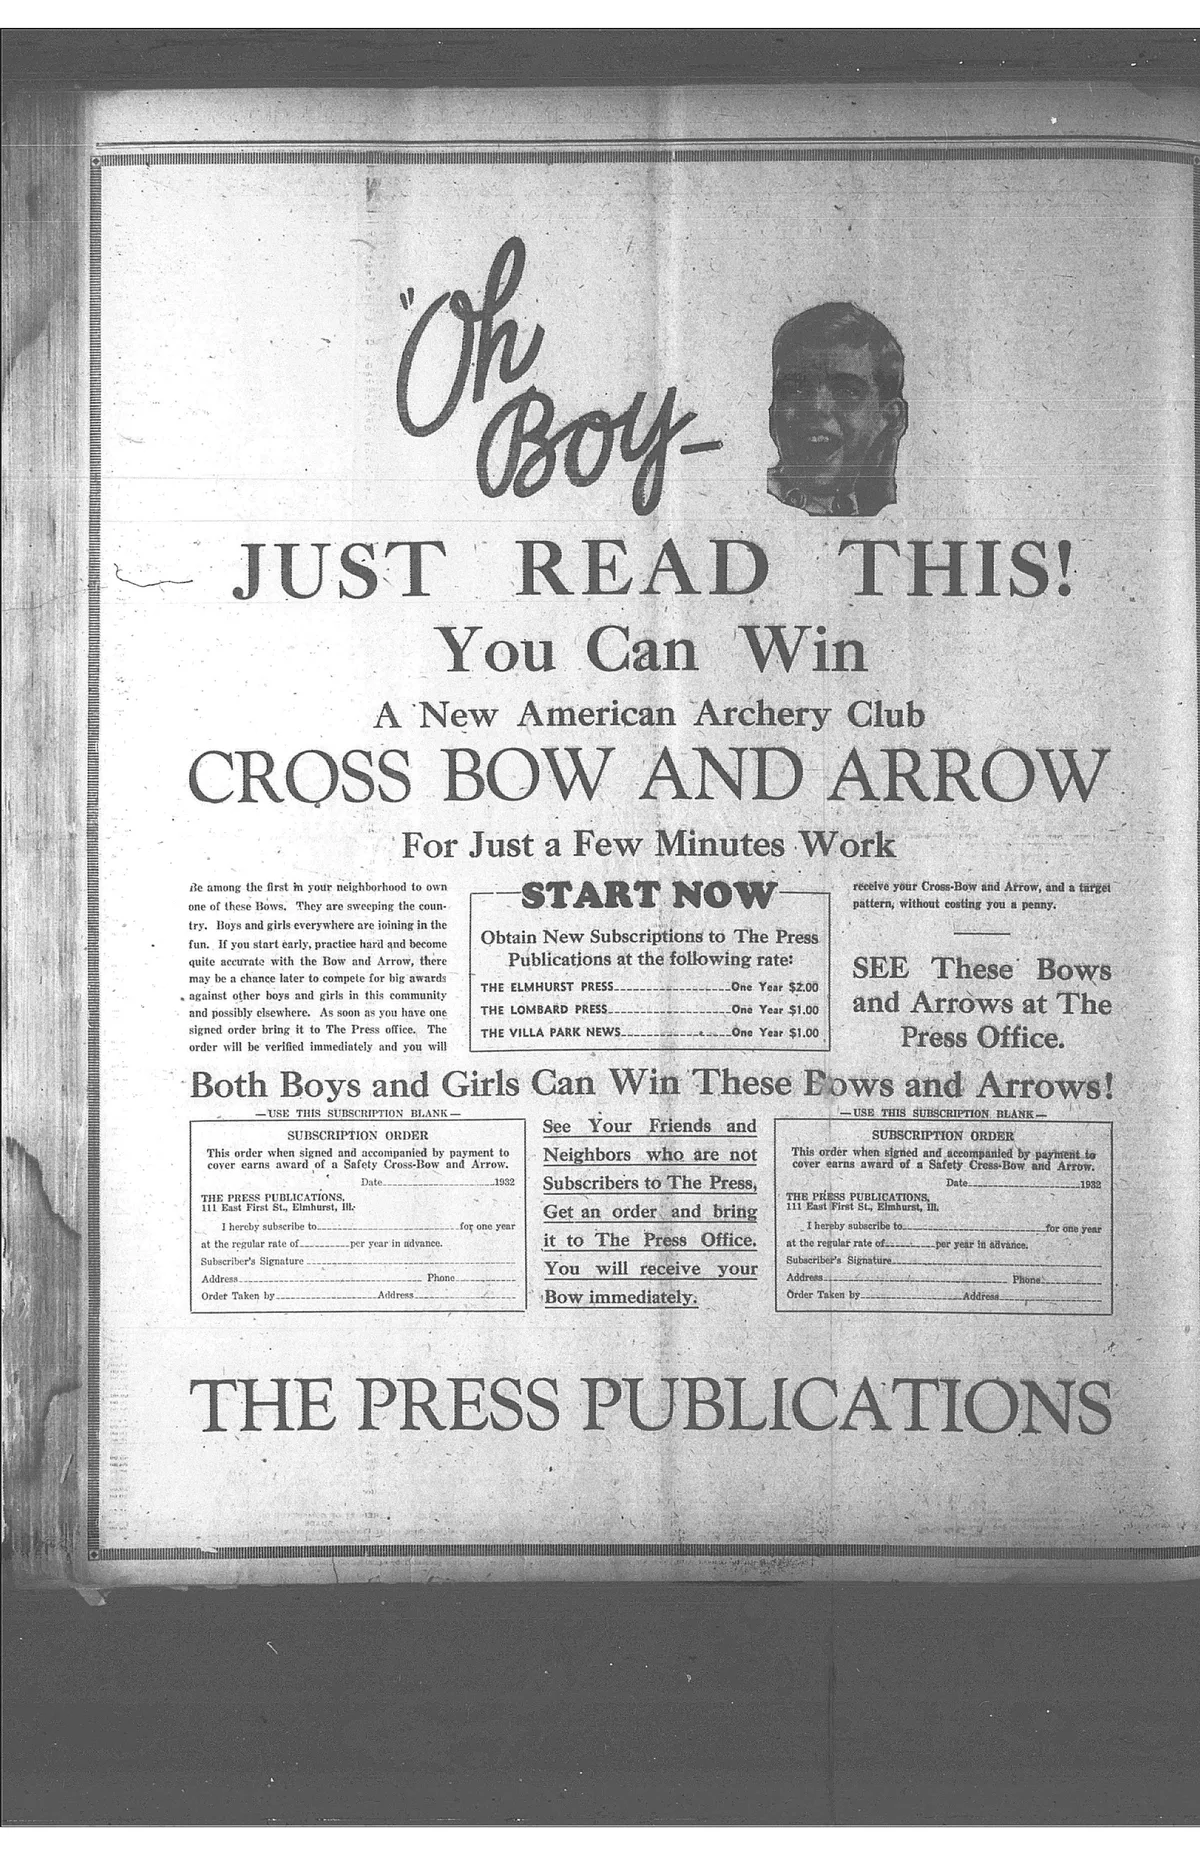 "Oh
Boy—
JUST READ THIS!
You Can Win
A New American Archery Club
CROSS BOW AND ARROW
For Just a Few Minutes Work
Be among the first in your neighborhood to own
one of these Bows. They are sweeping the coun-
try. Boys and girls everywhere are joining in the
fun. If you start early, practice hard and become
quite accurate with the Bow and Arrow, there
may be a chance later to compete for big awards
against other boys and girls in this community
and possibly elsewhere. As soon as you have one
signed order bring it to The Press office. The
order will be verified immediately and you will
START NOW
Obtain New Subscriptions to The Press
Publications at the following rate:
THE ELMHURST PRESS One Year $2.00
THE LOMBARD PRESS One Year $1.00
THE VILLA PARK NEWS One Year $1.00
receive your Cross-Bow and Arrow, and a target
pattern, without costing you a penny.
SEE These Bows
and Arrows at The
Press Office.
Both Boys and Girls Can Win These Bows and Arrows!
—USE THIS SUBSCRIPTION BLANK—
SUBSCRIPTION ORDER
This order when signed and accompanied by payment to
cover earns award of a Safety Cross-Bow and Arrow.
Date 1932
THE PRESS PUBLICATIONS,
111 East First St., Elmhurst, Ill.
I hereby subscribe to for one year
at the regular rate of per year in advance.
Subscriber's Signature
Address Phone
Order Taken by Address
See Your Friends and
Neighbors who are not
Subscribers to The Press,
Get an order and bring
it to The Press Office.
You will receive your
Bow immediately.
—USE THIS SUBSCRIPTION BLANK—
SUBSCRIPTION ORDER
This order when signed and accompanied by payment to
cover earns award of a Safety Cross-Bow and Arrow.
Date 1932
THE PRESS PUBLICATIONS,
111 East First St., Elmhurst, Ill.
I hereby subscribe to for one year
at the regular rate of per year in advance.
Subscriber's Signature
Address Phone
Order Taken by Address
THE PRESS PUBLICATIONS